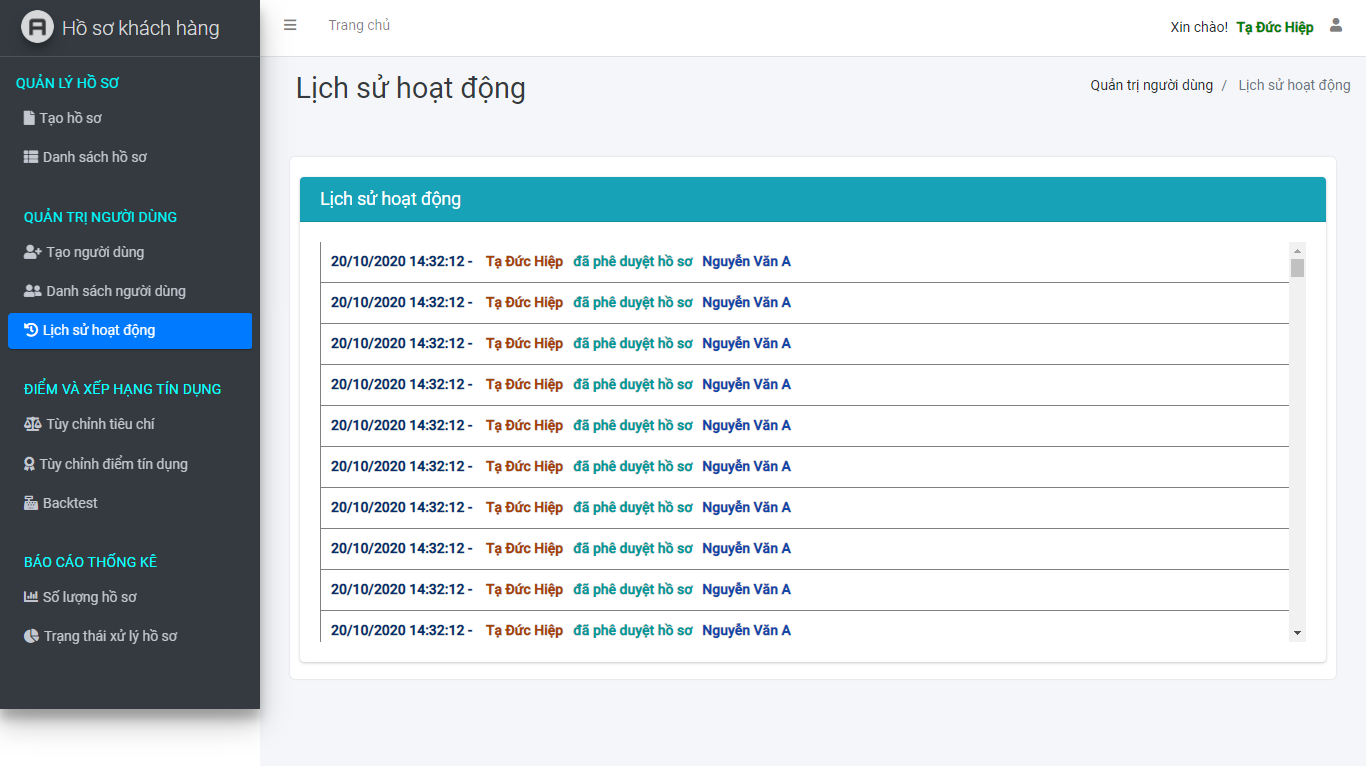 Hồ sơ khách hàng
Trang chủ
Xin chào! Tạ Đức Hiệp
QUẢN LÝ HỒ SƠ
Tạo hồ sơ
Danh sách hồ sơ
QUẢN TRỊ NGƯỜI DÙNG
Tạo người dùng
Danh sách người dùng
Lịch sử hoạt động
ĐIỂM VÀ XẾP HẠNG TÍN DỤNG
Tùy chỉnh tiêu chí
Tùy chỉnh điểm tín dụng
Backtest
BÁO CÁO THỐNG KÊ
Số lượng hồ sơ
Trạng thái xử lý hồ sơ
Lịch sử hoạt động
Quản trị người dùng / Lịch sử hoạt động
Lịch sử hoạt động
20/10/2020 14:32:12 - Tạ Đức Hiệp đã phê duyệt hồ sơ Nguyễn Văn A
20/10/2020 14:32:12 - Tạ Đức Hiệp đã phê duyệt hồ sơ Nguyễn Văn A
20/10/2020 14:32:12 - Tạ Đức Hiệp đã phê duyệt hồ sơ Nguyễn Văn A
20/10/2020 14:32:12 - Tạ Đức Hiệp đã phê duyệt hồ sơ Nguyễn Văn A
20/10/2020 14:32:12 - Tạ Đức Hiệp đã phê duyệt hồ sơ Nguyễn Văn A
20/10/2020 14:32:12 - Tạ Đức Hiệp đã phê duyệt hồ sơ Nguyễn Văn A
20/10/2020 14:32:12 - Tạ Đức Hiệp đã phê duyệt hồ sơ Nguyễn Văn A
20/10/2020 14:32:12 - Tạ Đức Hiệp đã phê duyệt hồ sơ Nguyễn Văn A
20/10/2020 14:32:12 - Tạ Đức Hiệp đã phê duyệt hồ sơ Nguyễn Văn A
20/10/2020 14:32:12 - Tạ Đức Hiệp đã phê duyệt hồ sơ Nguyễn Văn A